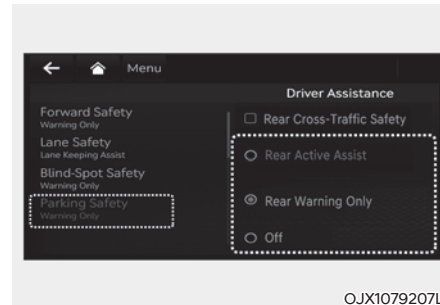 Menu
Driver Assistance
Forward Safety
Warning Only
Lane Safety
Lane Keeping Assist
Blind-Spot Safety
Warning Only
Parking Safety
Warning Only
Rear Cross-Traffic Safety
Rear Active Assist
Rear Warning Only
Off
OJX1079207L